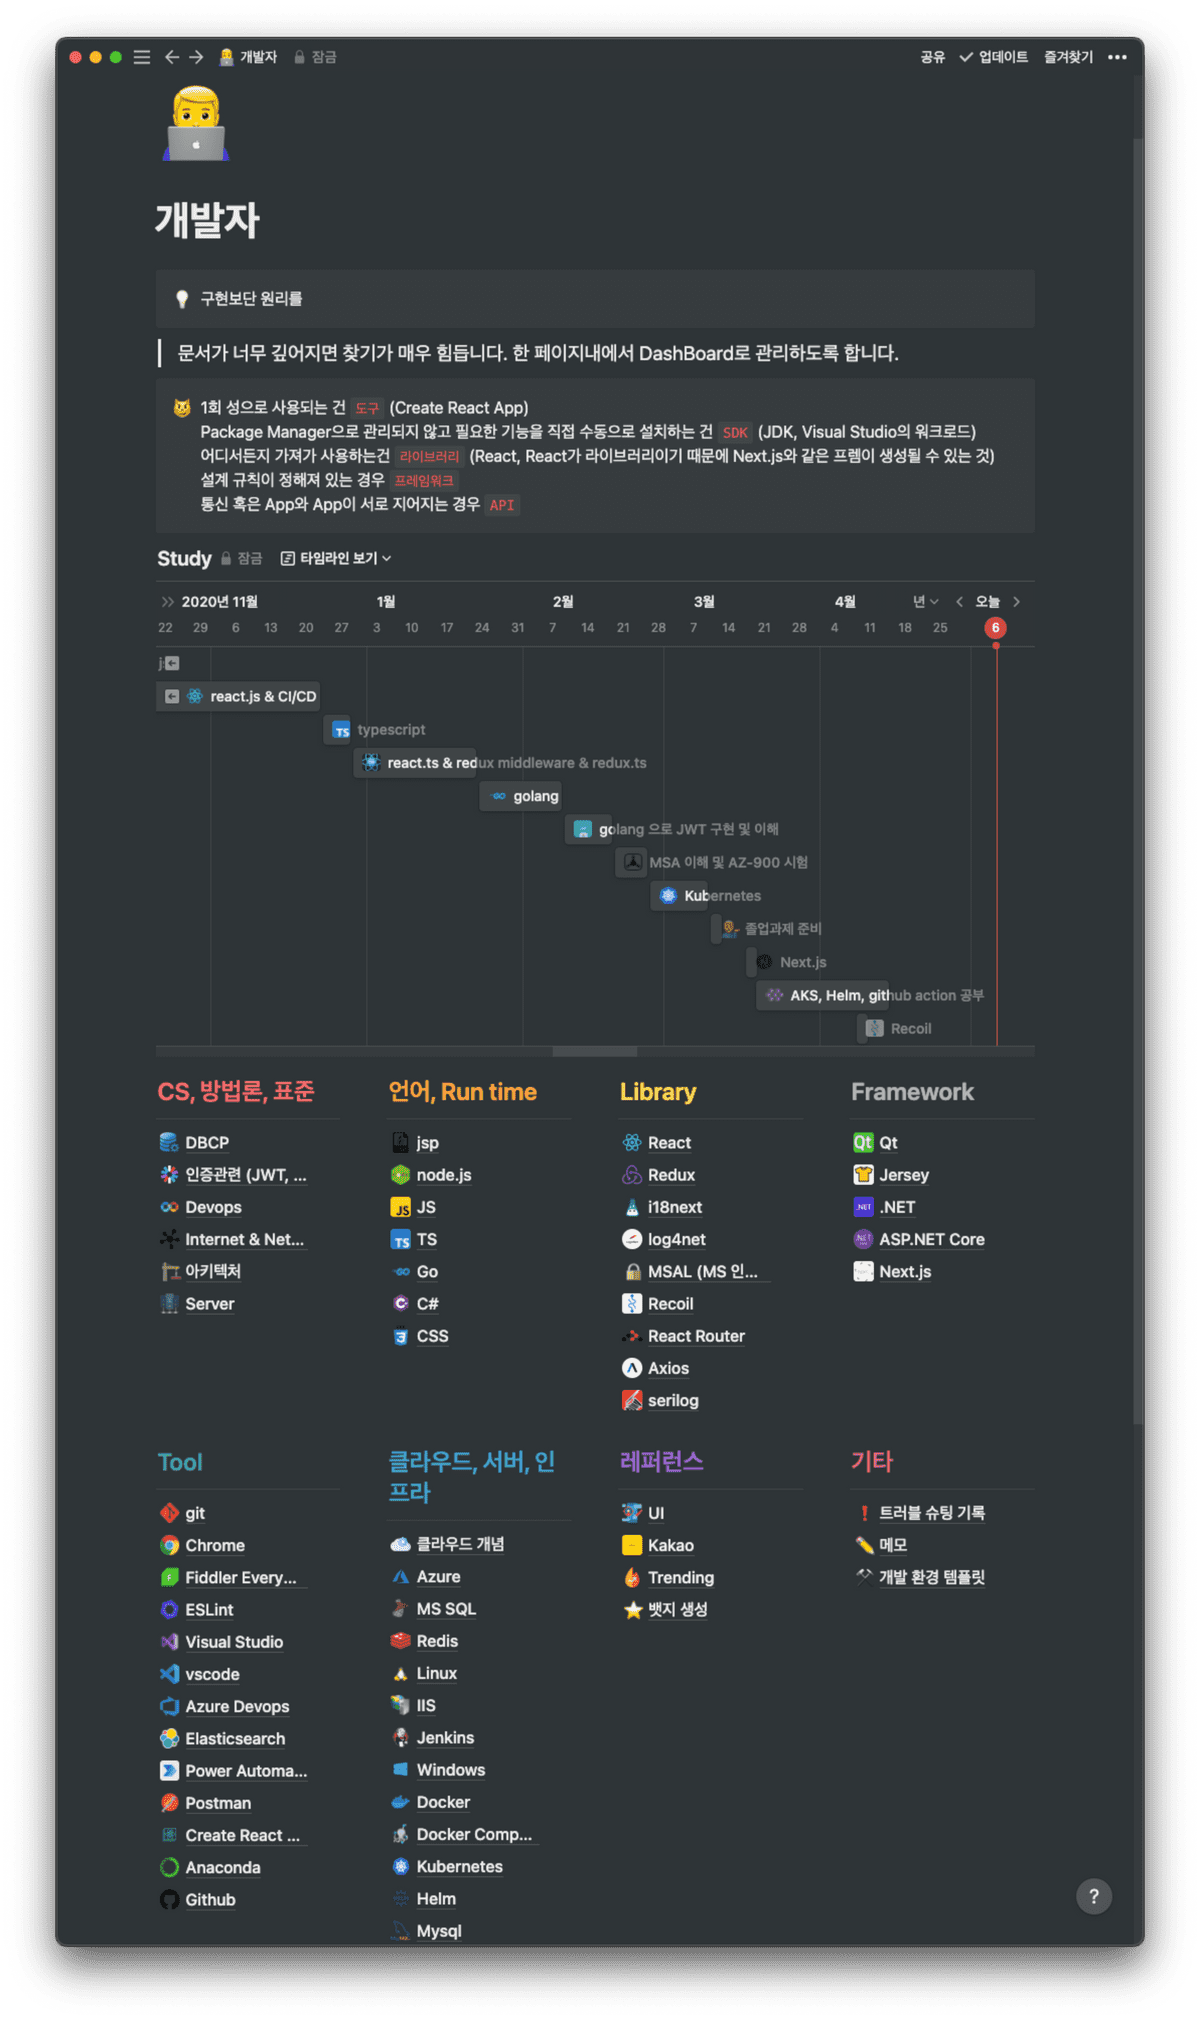 개발자 잠금
공유 업데이트 즐겨찾기
개발자
구현보단 원리를
문서가 너무 깊어지면 찾기가 매우 힘듭니다. 한 페이지내에서 DashBoard로 관리하도록 합니다.
1회 성으로 사용되는 건 도구 (Create React App)
Package Manager으로 관리되지 않고 필요한 기능을 직접 수동으로 설치하는 건 SDK (JDK, Visual Studio의 워크로드)
어디서든지 가져가 사용하는건 라이브러리 (React, React가 라이브러리이기 때문에 Next.js와 같은 프렘이 생성될 수 있는 것)
설계 규칙이 정해져 있는 경우 프레임워크
통신 혹은 App와 App이 서로 지어지는 경우 API
Study 잠금 타임라인 보기
2020년 11월 1월 2월 3월 4월 년 오늘
22 29 6 13 20 27 3 10 17 24 31 7 14 21 28 7 14 21 28 4 11 18 25 6
react.js & CI/CD
TS typescript
react.ts & redux middleware & redux.ts
golang
golang 으로 JWT 구현 및 이해
MSA 이해 및 AZ-900 시험
Kubernetes
졸업과제 준비
Next.js
AKS, Helm, github action 공부
Recoil
CS, 방법론, 표준
DBCP
인증관련 (JWT, ...
Devops
Internet & Net...
아키텍처
Server
언어, Run time
jsp
node.js
JS JS
TS TS
Go
C#
CSS
Library
React
Redux
i18next
log4net
MSAL (MS 인...
Recoil
React Router
Axios
serilog
Framework
Qt Qt
Jersey
.NET .NET
ASP.NET Core
Next.js
Tool
git
Chrome
Fiddler Every...
ESLint
Visual Studio
vscode
Azure Devops
Elasticsearch
Power Automa...
Postman
Create React ...
Anaconda
Github
클라우드, 서버, 인
프라
클라우드 개념
Azure
MS SQL
Redis
Linux
IIS
Jenkins
Windows
Docker
Docker Comp...
Kubernetes
Helm
Mysql
레퍼런스
UI
Kakao
Trending
뱃지 생성
기타
트러블 슈팅 기록
메모
개발 환경 템플릿
?